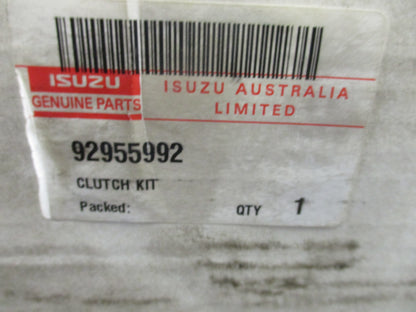 ISUZU
GENUINE PARTS
ISUZU AUSTRALIA
LIMITED
92955992
CLUTCH KIT
Packed:
QTY 1